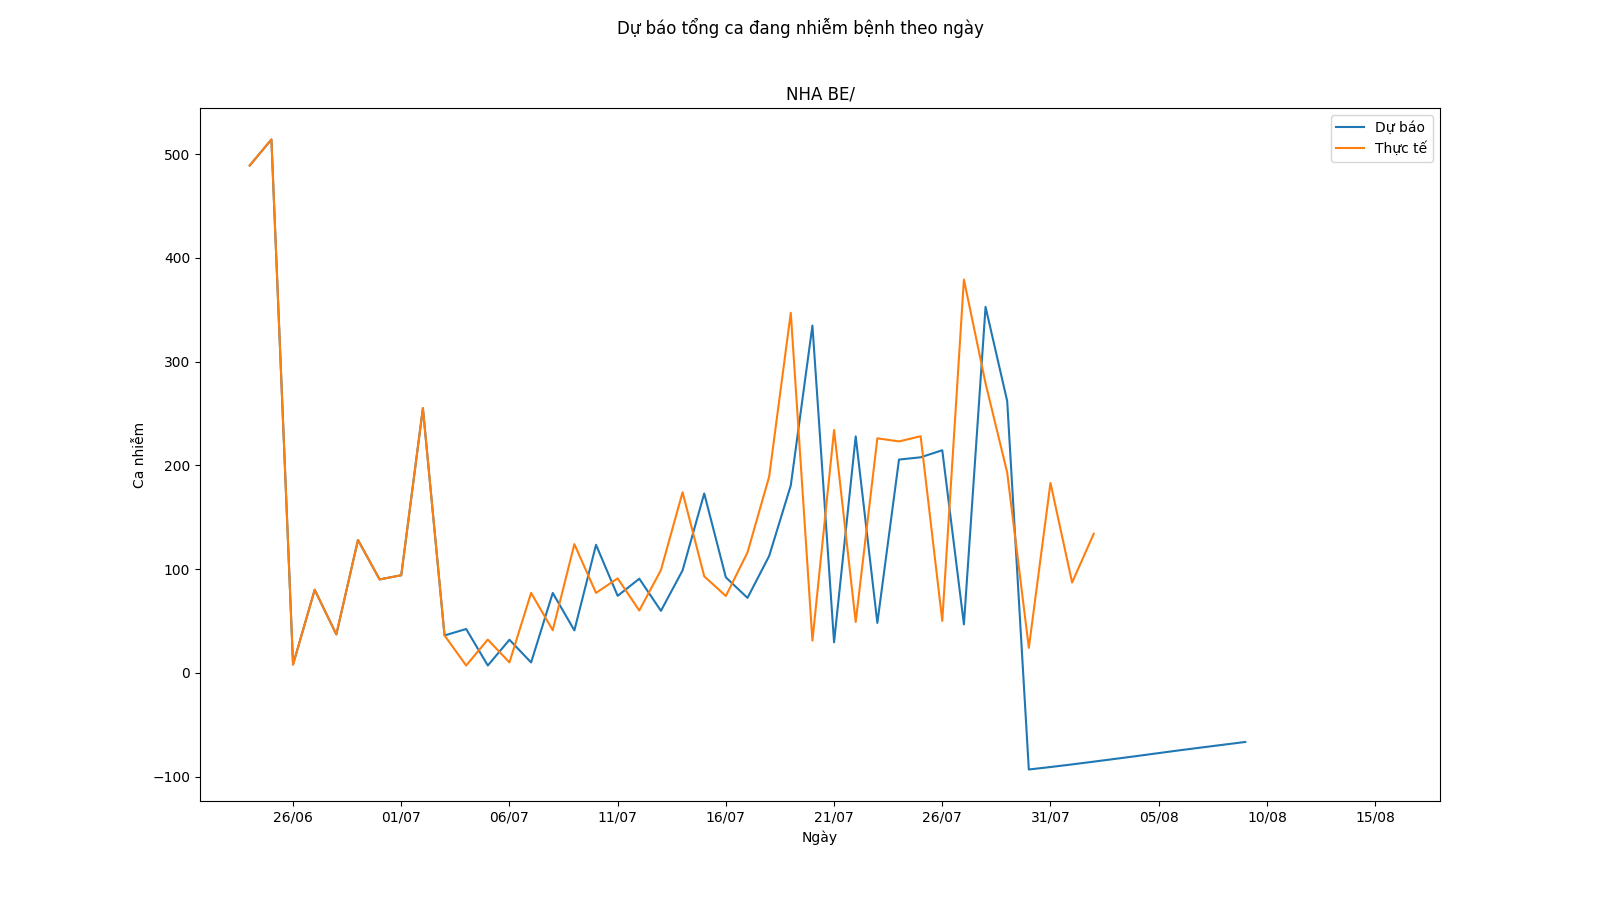 Dự báo tổng ca đang nhiễm bệnh theo ngày
NHA BE/
Dự báo
Thực tế
500
400
300
200
100
0
−100
Ca nhiễm
26/06 01/07 06/07 11/07 16/07 21/07 26/07 31/07 05/08 10/08 15/08
Ngày